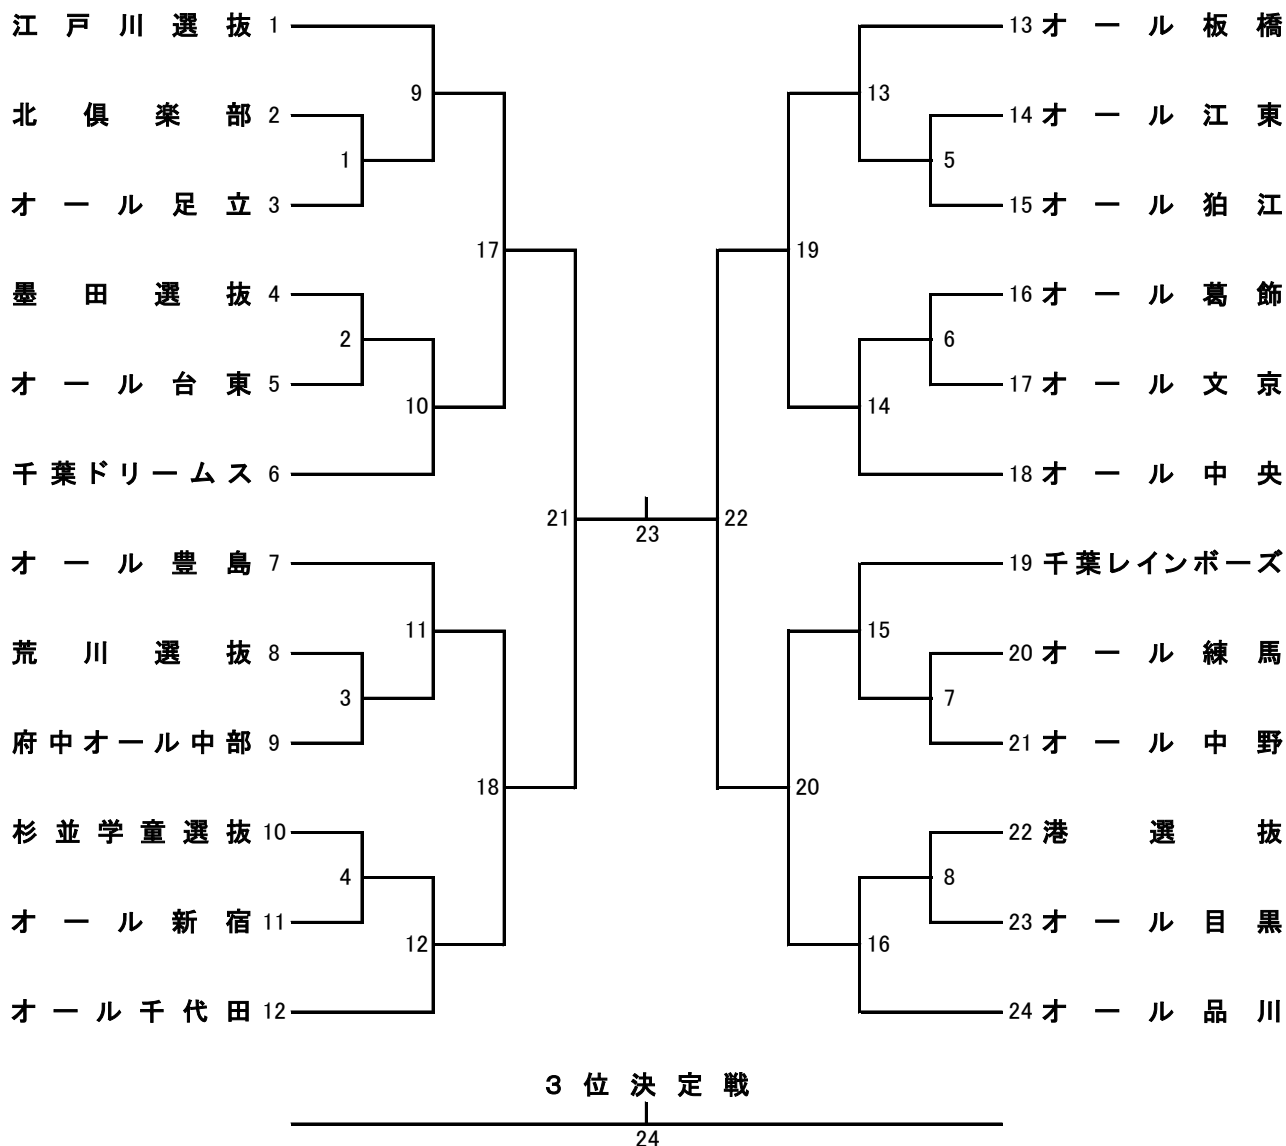 江戸川選抜 1
北倶楽部 2
オール足立 3
墨田選抜 4
オール台東 5
千葉ドリームス 6
オール豊島 7
荒川選抜 8
府中オール中部 9
杉並学童選抜 10
オール新宿 11
オール千代田 12
1
2
3
4
9
10
11
12
17
18
21
23
22
19
20
13
14
15
16
5
6
7
8
13 オール板橋
14 オール江東
15 オール狛江
16 オール葛飾
17 オール文京
18 オール中央
19 千葉レインボーズ
20 オール練馬
21 オール中野
22 港選抜
23 オール目黒
24 オール品川
3位決定戦
24